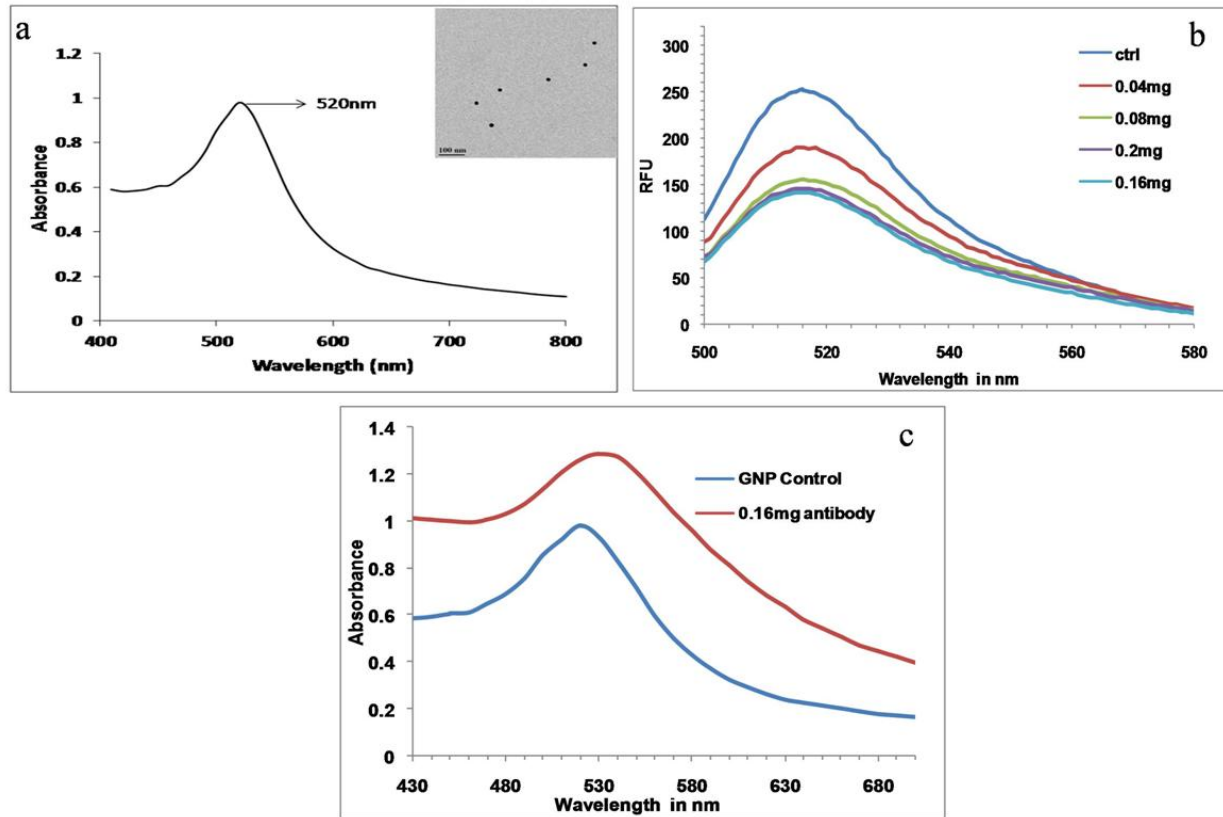 a
1.2
1
0.8
0.6
0.4
0.2
0
Absorbance
520nm
100 nm
400 500 600 700 800
Wavelength (nm)
b
300
250
200
150
100
50
0
RFU
ctrl
0.04mg
0.08mg
0.2mg
0.16mg
500 520 540 560 580
Wavelength in nm
c
1.4
1.2
1
0.8
0.6
0.4
0.2
0
Absorbance
GNP Control
0.16mg antibody
430 480 530 580 630 680
Wavelength in nm